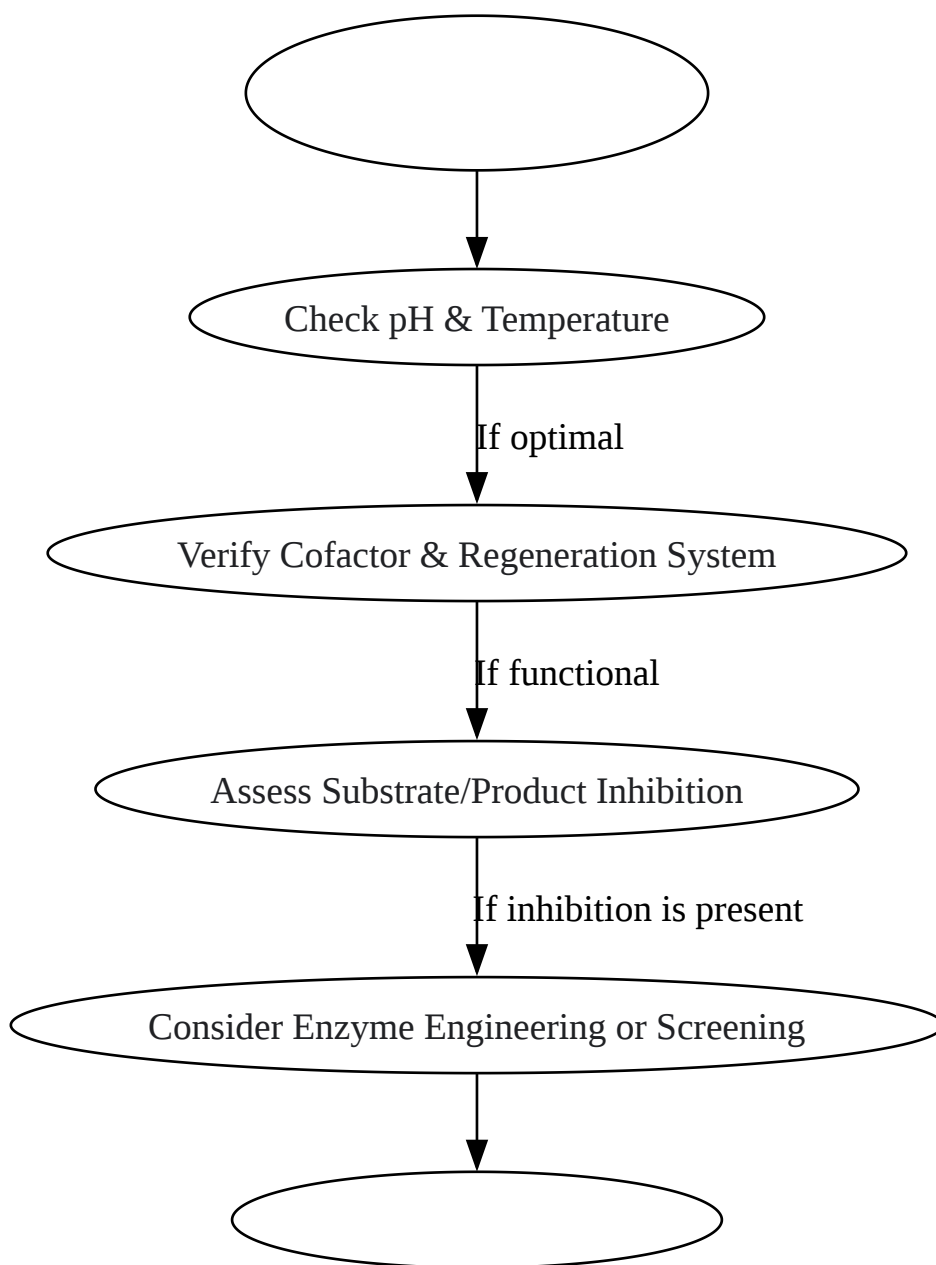 Check pH & Temperature
If optimal
Verify Cofactor & Regeneration System
If functional
Assess Substrate/Product Inhibition
If inhibition is present
Consider Enzyme Engineering or Screening